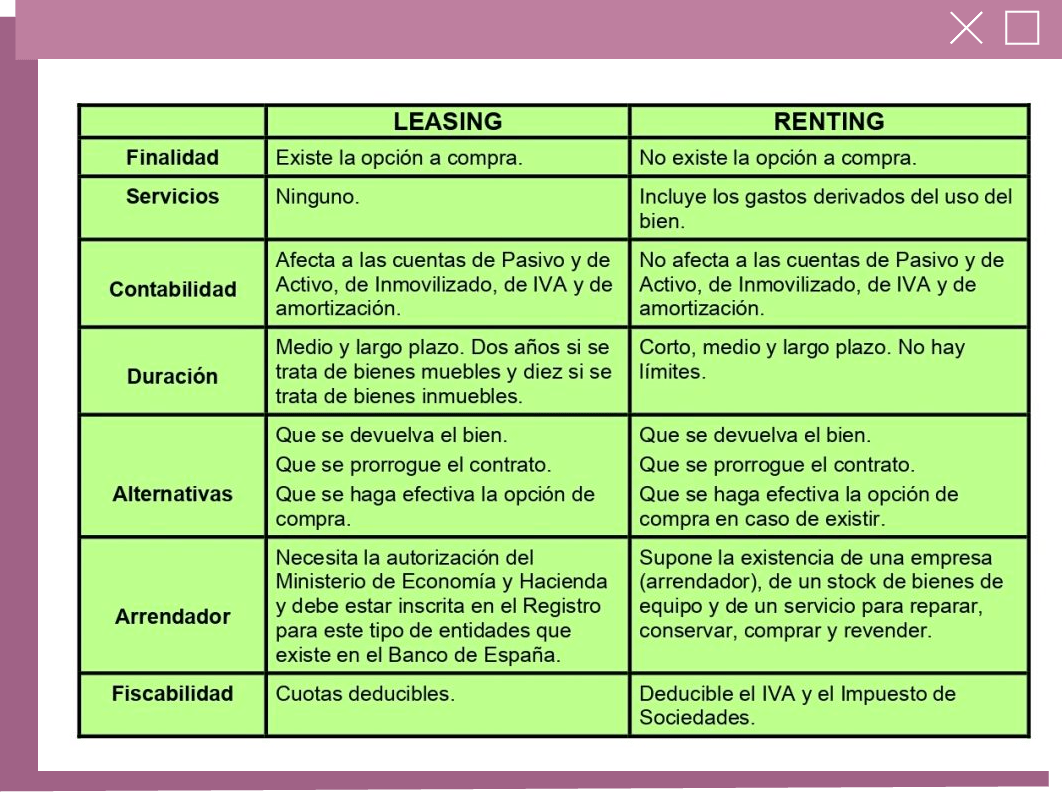 LEASING
RENTING
Finalidad
Existe la opción a compra.
No existe la opción a compra.
Servicios
Ninguno.
Incluye los gastos derivados del uso del
bien.
Contabilidad
Afecta a las cuentas de Pasivo y de
Activo, de Inmovilizado, de IVA y de
amortización.
No afecta a las cuentas de Pasivo y de
Activo, de Inmovilizado, de IVA y de
amortización.
Duración
Medio y largo plazo. Dos años si se
trata de bienes muebles y diez si se
trata de bienes inmuebles.
Corto, medio y largo plazo. No hay
límites.
Alternativas
Que se devuelva el bien.
Que se prorrogue el contrato.
Que se haga efectiva la opción de
compra.
Que se devuelva el bien.
Que se prorrogue el contrato.
Que se haga efectiva la opción de
compra en caso de existir.
Arrendador
Necesita la autorización del
Ministerio de Economía y Hacienda
y debe estar inscrita en el Registro
para este tipo de entidades que
existe en el Banco de España.
Supone la existencia de una empresa
(arrendador), de un stock de bienes de
equipo y de un servicio para reparar,
conservar, comprar y revender.
Fiscabilidad
Cuotas deducibles.
Deducible el IVA y el Impuesto de
Sociedades.